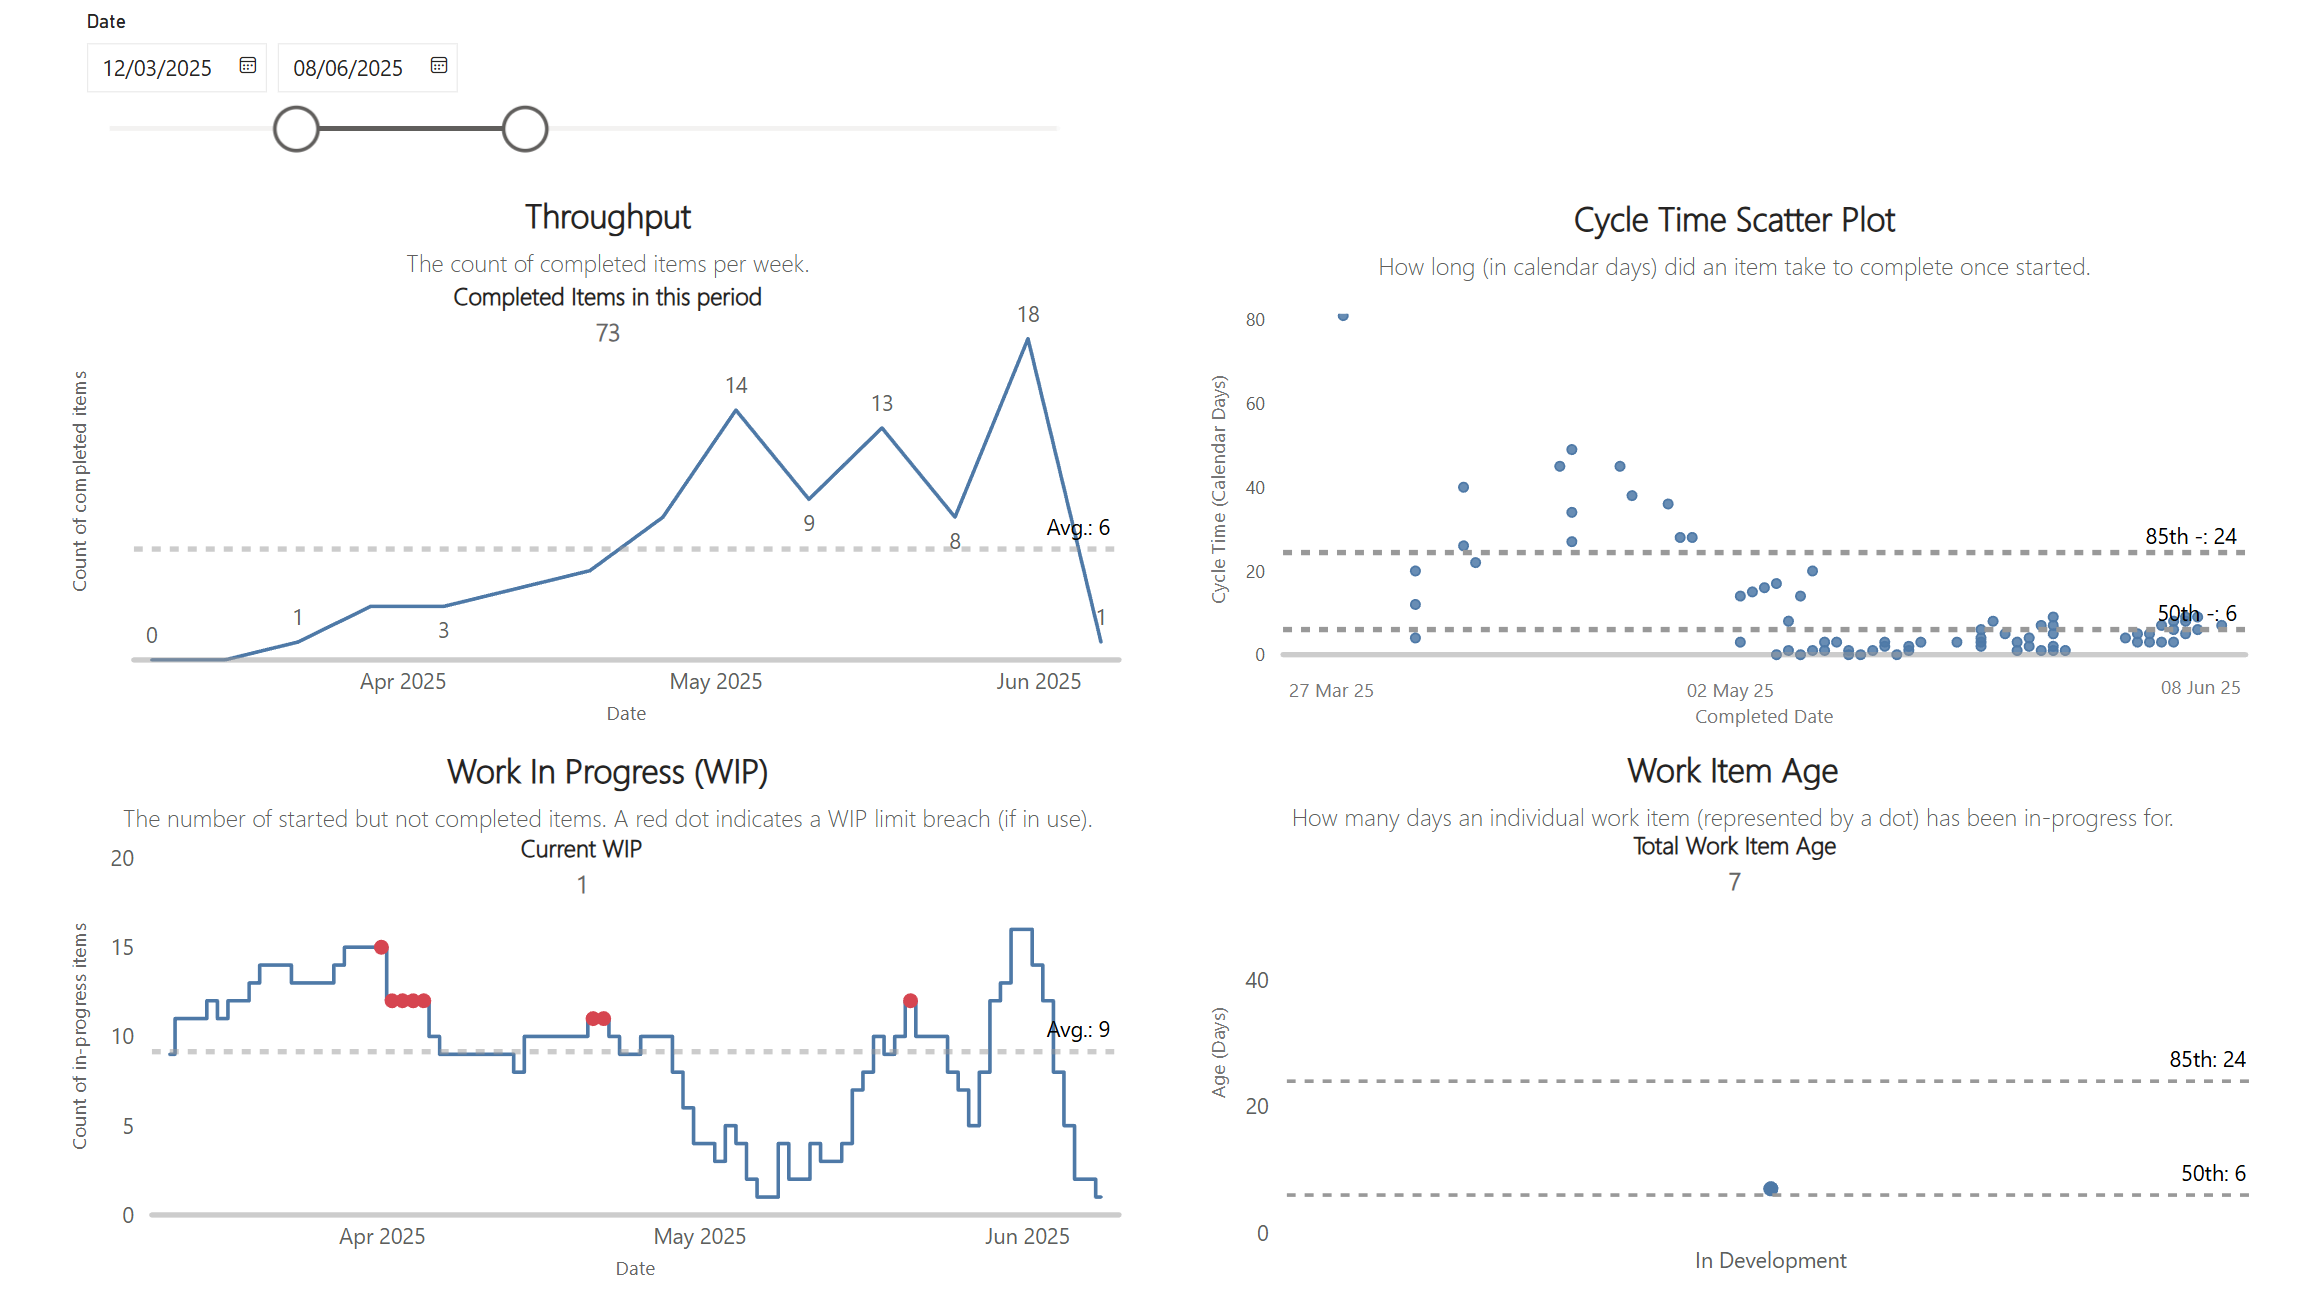 Date
12/03/2025
08/06/2025
Throughput
The count of completed items per week.
Completed Items in this period
73
Count of completed items
0
1
3
14
9
13
8
18
1
Avg.: 6
Apr 2025
May 2025
Jun 2025
Date
Cycle Time Scatter Plot
How long (in calendar days) did an item take to complete once started.
Cycle Time (Calendar Days)
80
60
40
20
0
85th -: 24
50th -: 6
27 Mar 25
02 May 25
08 Jun 25
Completed Date
Work In Progress (WIP)
The number of started but not completed items. A red dot indicates a WIP limit breach (if in use).
Current WIP
1
Count of in-progress items
20
15
10
5
0
Avg.: 9
Apr 2025
May 2025
Jun 2025
Date
Work Item Age
How many days an individual work item (represented by a dot) has been in-progress for.
Total Work Item Age
7
Age (Days)
40
20
0
85th: 24
50th: 6
In Development